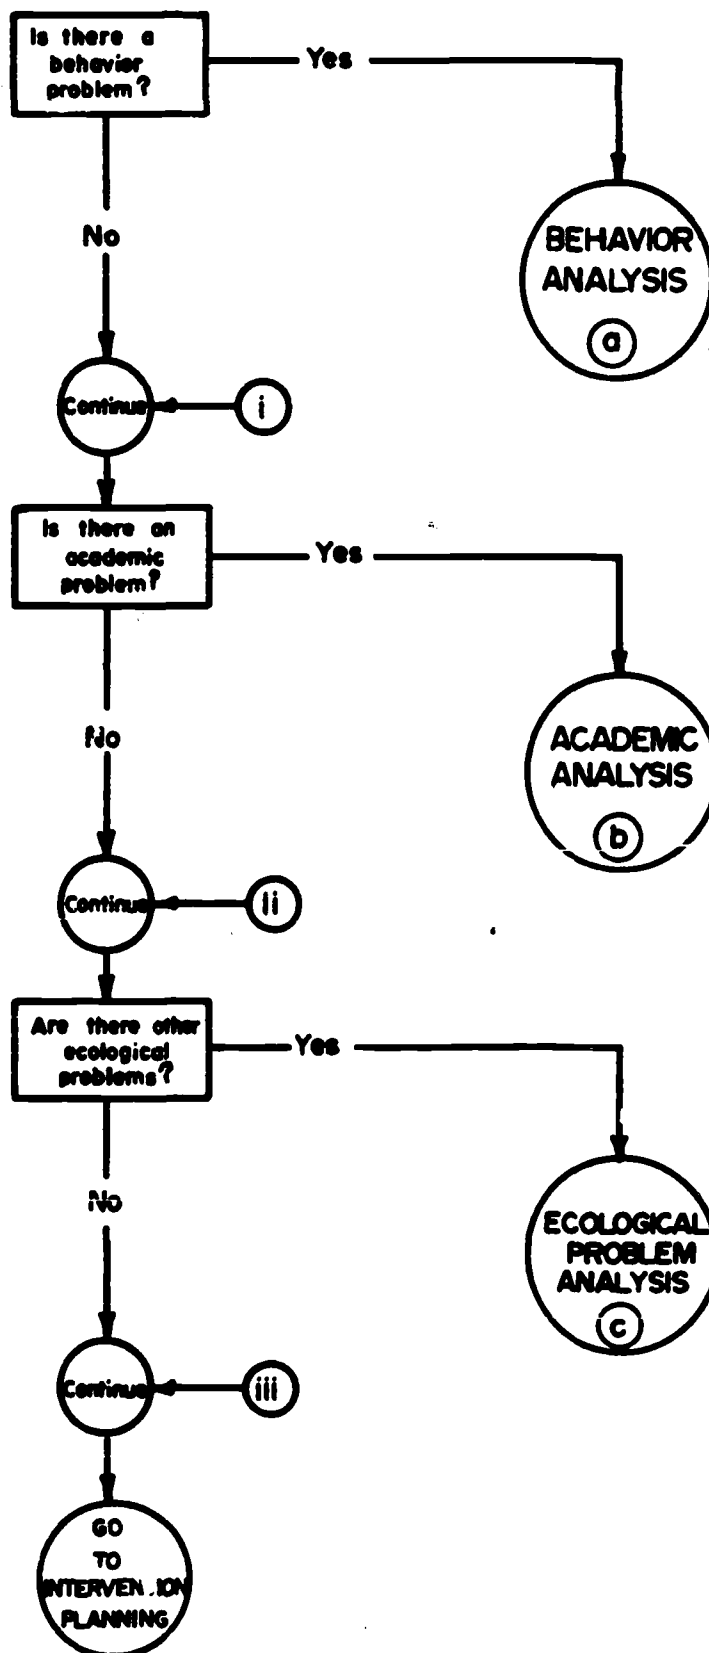 Is there a
behavior
problem?
Yes
BEHAVIOR
ANALYSIS
a
No
Continue
i
Is there an
academic
problem?
Yes
ACADEMIC
ANALYSIS
b
No
Continue
ii
Are there other
ecological
problems?
Yes
ECOLOGICAL
PROBLEM
ANALYSIS
c
No
Continue
iii
GO
TO
INTERVENTION
PLANNING